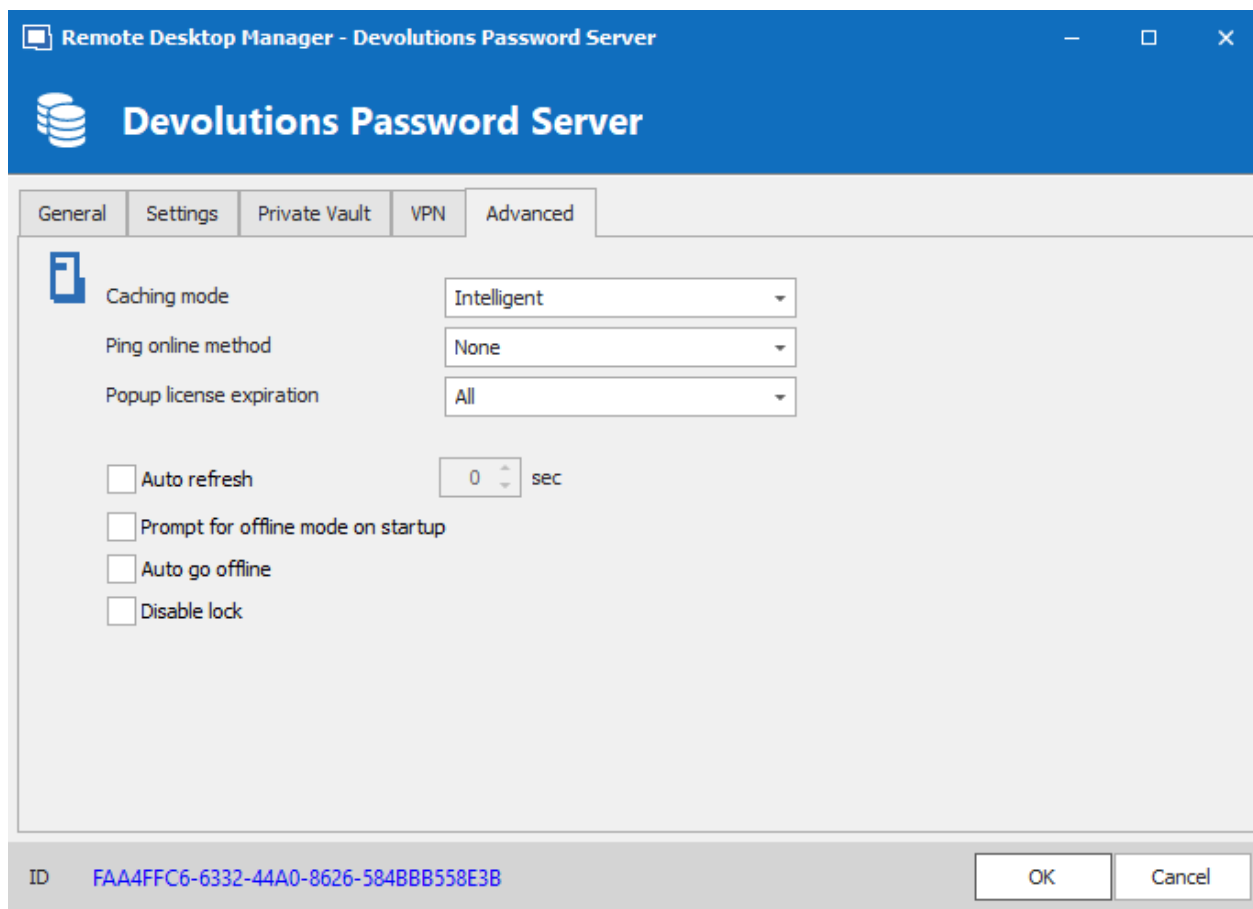 Remote Desktop Manager - Devolutions Password Server
Devolutions Password Server
General Settings Private Vault VPN Advanced
Caching mode Intelligent
Ping online method None
Popup license expiration All
Auto refresh 0 sec
Prompt for offline mode on startup
Auto go offline
Disable lock
ID FAA4FFC6-6332-44A0-8626-584BBB558E3B OK Cancel